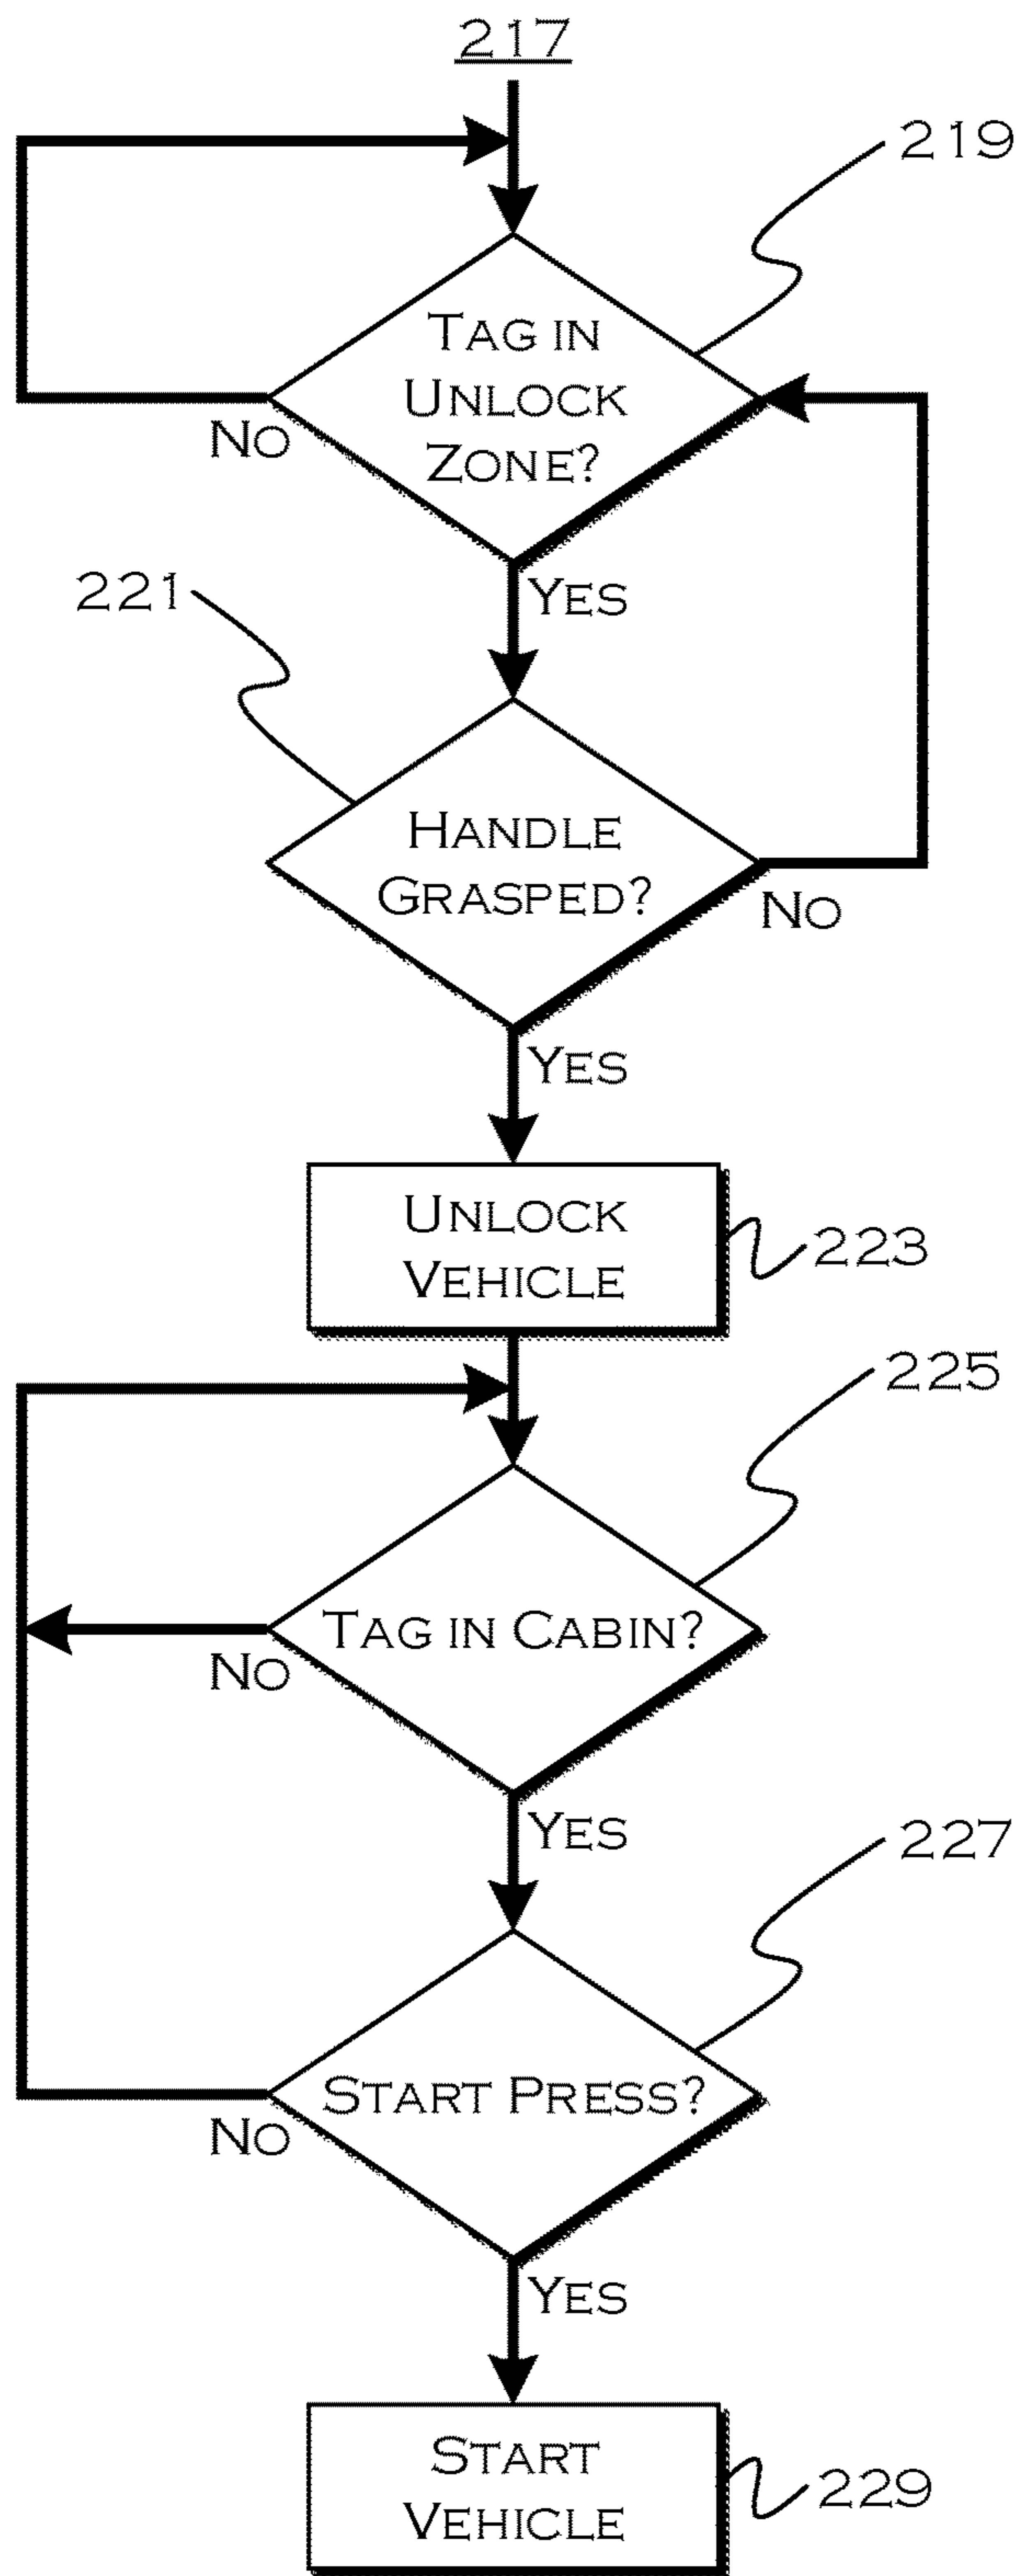 217
219
TAG IN
UNLOCK
ZONE?
NO
YES
221
HANDLE
GRASPED?
NO
YES
UNLOCK
VEHICLE
223
225
TAG IN CABIN?
NO
YES
227
START PRESS?
NO
YES
START
VEHICLE
229